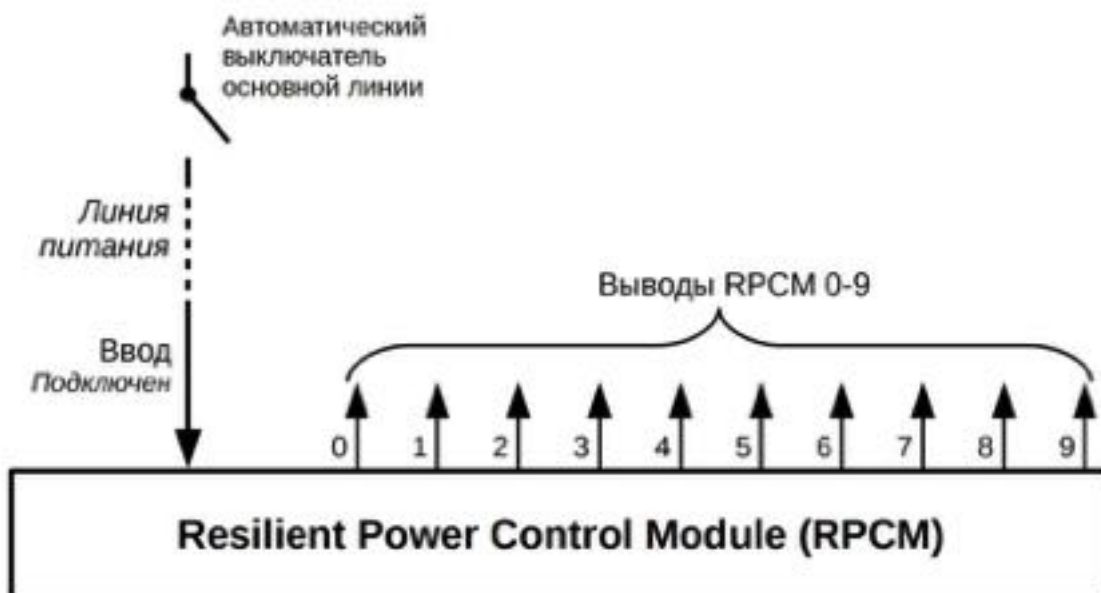 Автоматический
выключатель
основной линии
Линия
питания
Выводы RPCM 0-9
Ввод
Подключен
0 1 2 3 4 5 6 7 8 9
Resilient Power Control Module (RPCM)